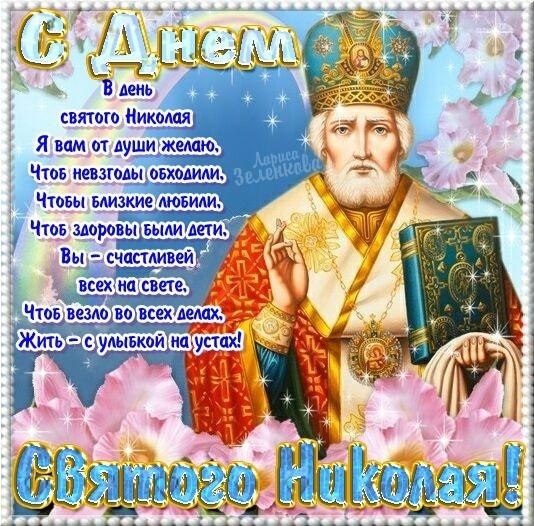 С Днем
В день
святого Николая
Я вам от души желаю,
Чтоб невзгоды обходили,
Чтобы близкие любили,
Чтоб здоровы были дети,
Вы – счастливей
всех на свете,
Чтоб везло во всех делах,
Жить – с улыбкой на устах!
Лариса
Зеленкова
Святого Николая!